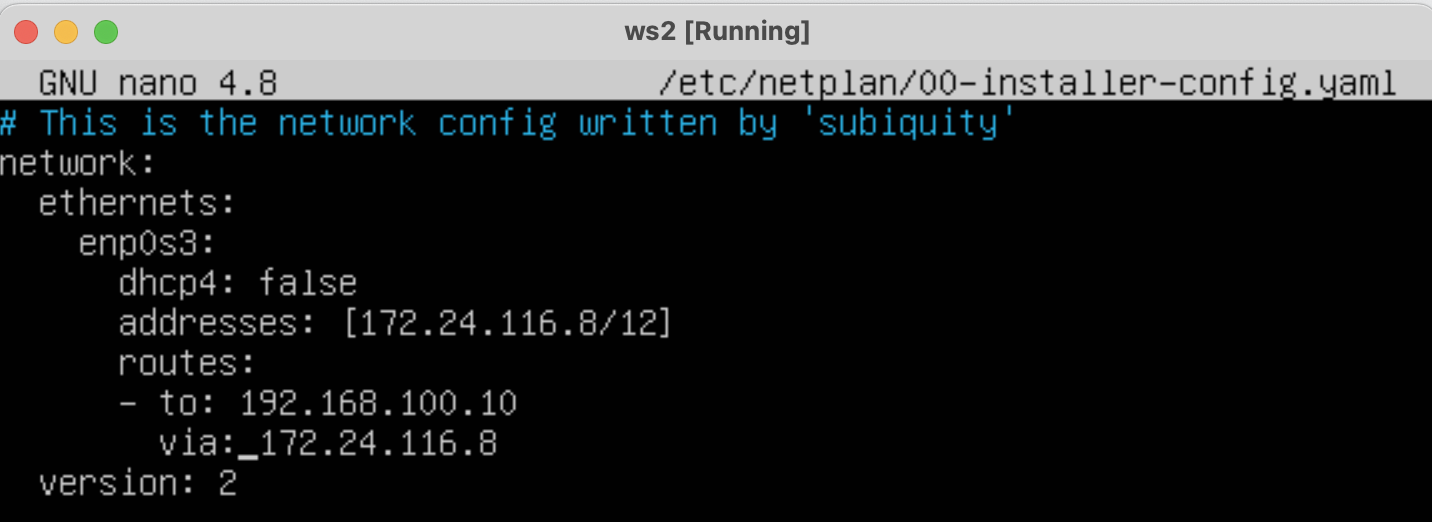 ws2 [Running]
GNU nano 4.8 /etc/netplan/00-installer-config.yaml
# This is the network config written by 'subiquity'
network:
  ethernets:
    enp0s3:
      dhcp4: false
      addresses: [172.24.116.8/12]
      routes:
      - to: 192.168.100.10
        via: 172.24.116.8
  version: 2